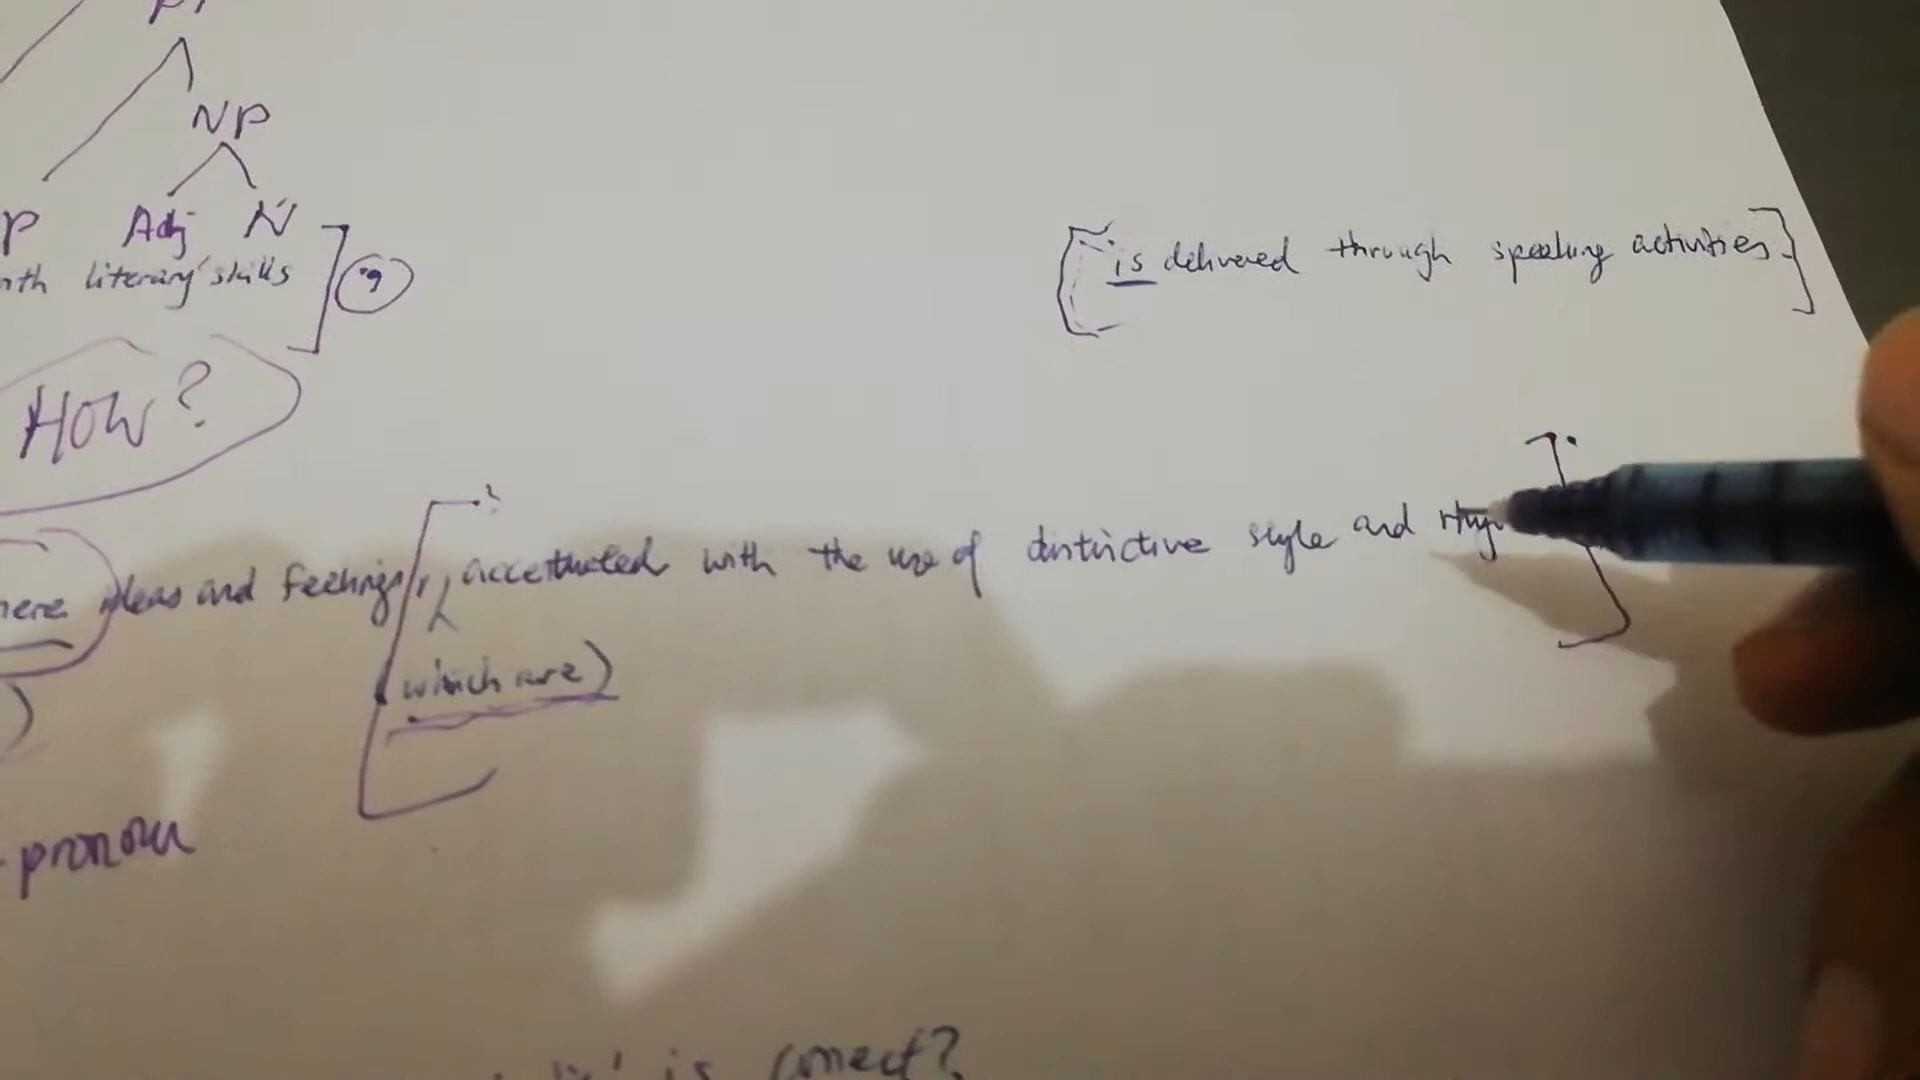 NP
P Adj N
literary skills ] 9
[ is delivered through speaking activities. ]
HOW?
ideas and feelings, accentuated with the use of distinctive style and
which are)
pronoun
is correct?